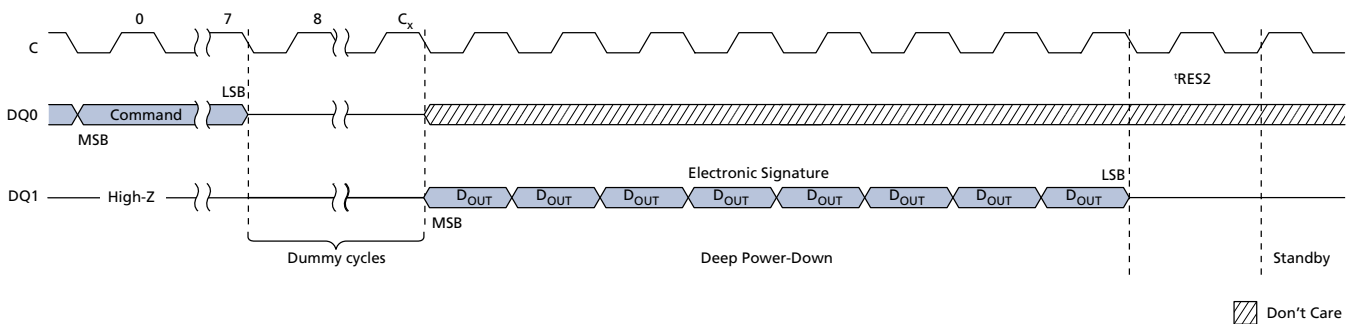 0 7 8 Cx
C
tRES2
LSB
DQ0 Command
MSB
Electronic Signature LSB
DQ1 High-Z DOUT DOUT DOUT DOUT DOUT DOUT DOUT DOUT
MSB
Dummy cycles Deep Power-Down Standby
Don't Care